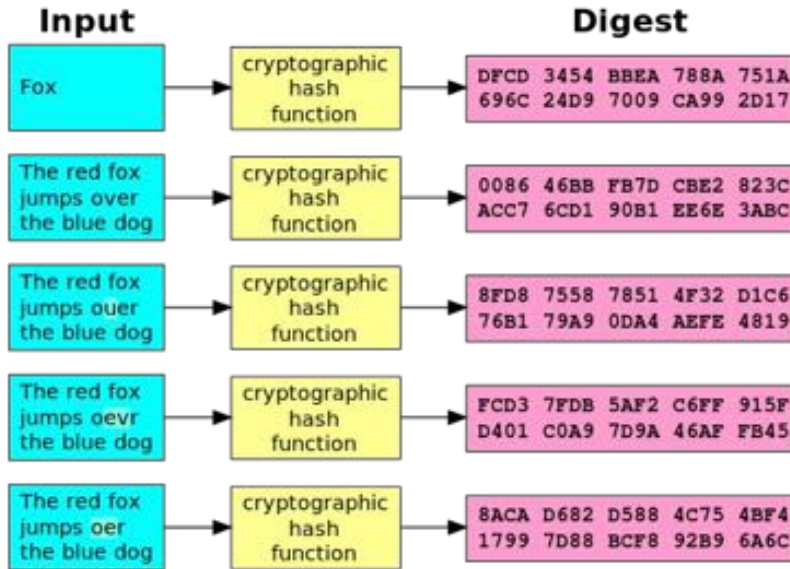 Input
Digest
Fox
cryptographic
hash
function
DFCD 3454 BBEA 788A 751A
696C 24D9 7009 CA99 2D17
The red fox
jumps over
the blue dog
cryptographic
hash
function
0086 46BB FB7D CBE2 823C
ACC7 6CD1 90B1 EE6E 3ABC
The red fox
jumps ouer
the blue dog
cryptographic
hash
function
8FD8 7558 7851 4F32 D1C6
76B1 79A9 0DA4 AEFE 4819
The red fox
jumps oevr
the blue dog
cryptographic
hash
function
FCD3 7FDB 5AF2 C6FF 915F
D401 C0A9 7D9A 46AF FB45
The red fox
jumps oer
the blue dog
cryptographic
hash
function
8ACA D682 D588 4C75 4BF4
1799 7D88 BCF8 92B9 6A6C